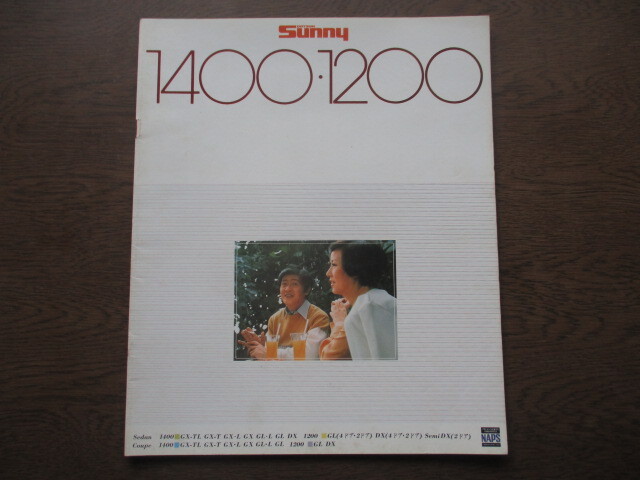 Sunny
1400·1200
Sedan 1400 GX-TL GX-T GX-L GX GL-L GL DX 1200 GL(4ドア・2ドア) DX(4ドア・2ドア) SemiDX(2ドア)
Coupe 1400 GX-TL GX-T GX-L GX GL-L GL 1200 GL DX
NAPS